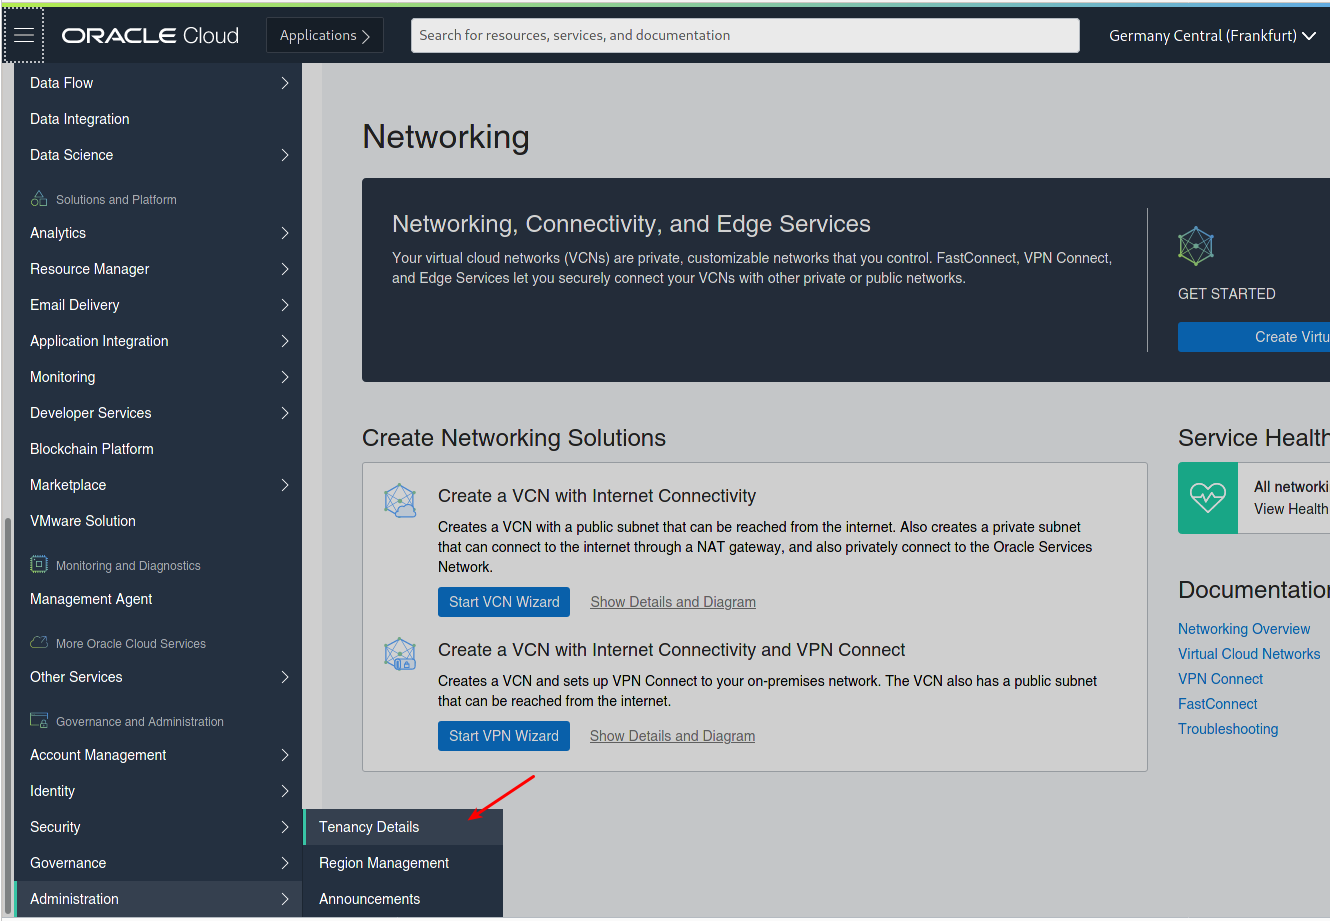 ORACLE Cloud
Applications
Search for resources, services, and documentation
Germany Central (Frankfurt)
Data Flow
Data Integration
Data Science
Solutions and Platform
Analytics
Resource Manager
Email Delivery
Application Integration
Monitoring
Developer Services
Blockchain Platform
Marketplace
VMware Solution
Monitoring and Diagnostics
Management Agent
More Oracle Cloud Services
Other Services
Governance and Administration
Account Management
Identity
Security
Governance
Administration
Tenancy Details
Region Management
Announcements
Networking
Networking, Connectivity, and Edge Services
Your virtual cloud networks (VCNs) are private, customizable networks that you control. FastConnect, VPN Connect,
and Edge Services let you securely connect your VCNs with other private or public networks.
GET STARTED
Create Virtu
Create Networking Solutions
Create a VCN with Internet Connectivity
Creates a VCN with a public subnet that can be reached from the internet. Also creates a private subnet
that can connect to the internet through a NAT gateway, and also privately connect to the Oracle Services
Network.
Start VCN Wizard
Show Details and Diagram
Create a VCN with Internet Connectivity and VPN Connect
Creates a VCN and sets up VPN Connect to your on-premises network. The VCN also has a public subnet
that can be reached from the internet.
Start VPN Wizard
Show Details and Diagram
Service Health
All networki
View Health
Documentation
Networking Overview
Virtual Cloud Networks
VPN Connect
FastConnect
Troubleshooting